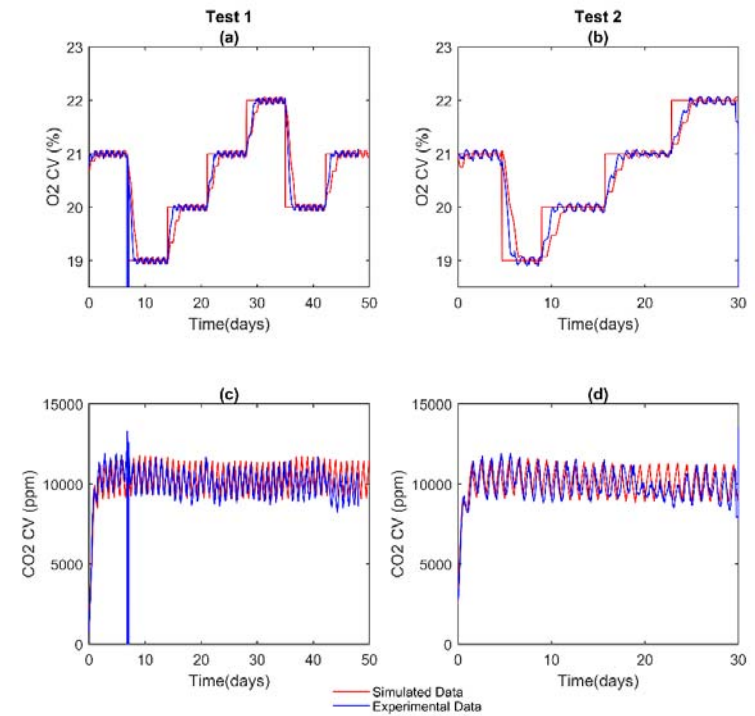 Test 1
(a)
23
22
21
20
19
O2 CV (%)
0
10
20
30
40
50
Time(days)
Test 2
(b)
23
22
21
20
19
O2 CV (%)
0
10
20
30
Time(days)
(c)
15000
10000
5000
0
CO2 CV (ppm)
0
10
20
30
40
50
Time(days)
(d)
15000
10000
5000
0
CO2 CV (ppm)
0
10
20
30
Time(days)
Simulated Data
Experimental Data